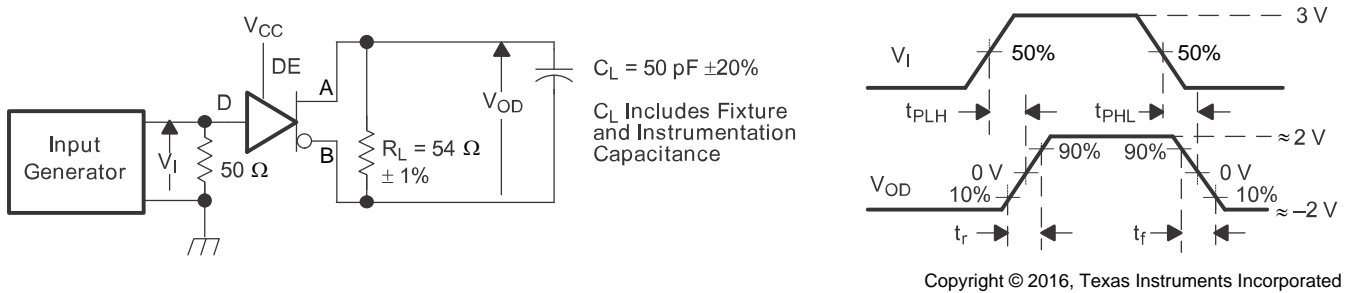 V_CC
DE
D
A
B
Input
Generator
V_I
50 Ω
R_L = 54 Ω
± 1%
V_OD
C_L = 50 pF ±20%
C_L Includes Fixture
and Instrumentation
Capacitance
3 V
V_I
50%
50%
t_PLH
t_PHL
≈ 2 V
90%
90%
0 V
0 V
V_OD
10%
10%
≈ –2 V
t_r
t_f
Copyright © 2016, Texas Instruments Incorporated